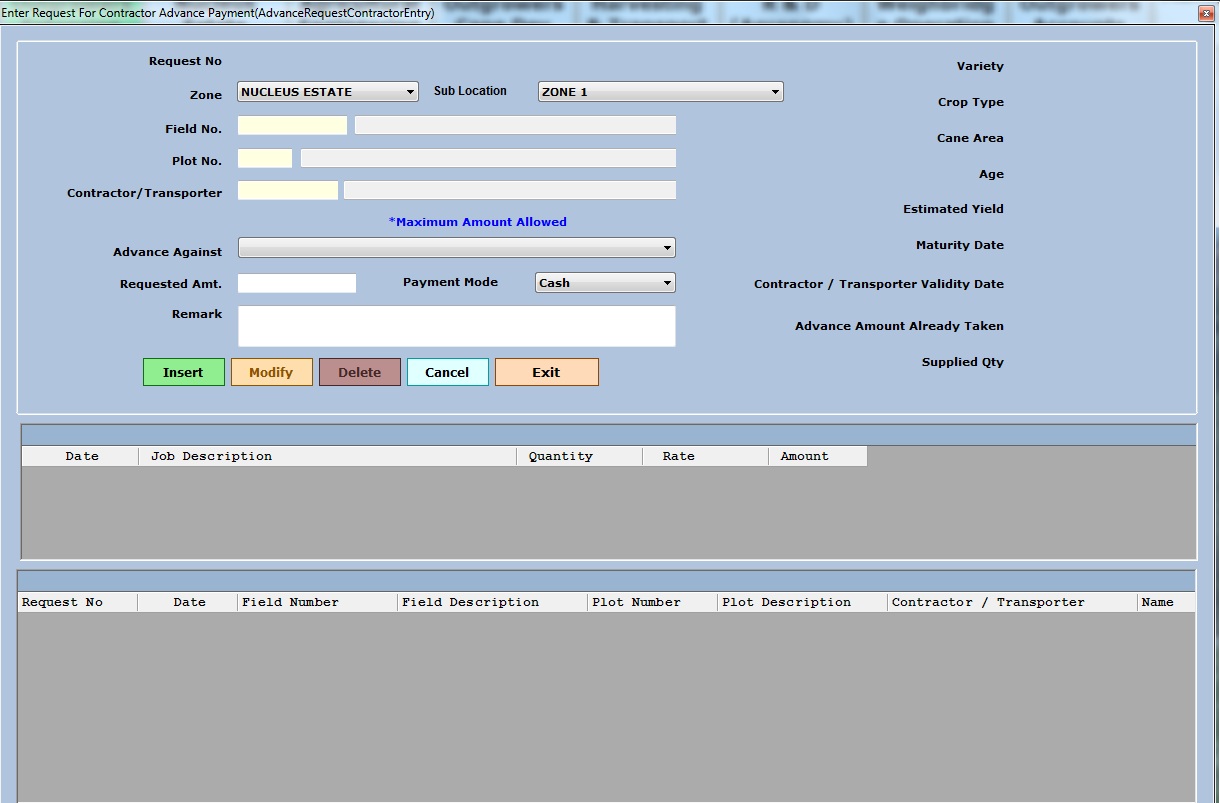 Enter Request For Contractor Advance Payment(AdvanceRequestContractorEntry)
Request No
Zone NUCLEUS ESTATE Sub Location ZONE 1
Field No.
Plot No.
Contractor/Transporter
*Maximum Amount Allowed
Advance Against
Requested Amt. Payment Mode Cash
Remark
Insert Modify Delete Cancel Exit
Variety
Crop Type
Cane Area
Age
Estimated Yield
Maturity Date
Contractor / Transporter Validity Date
Advance Amount Already Taken
Supplied Qty
Date Job Description Quantity Rate Amount
Request No Date Field Number Field Description Plot Number Plot Description Contractor / Transporter Name